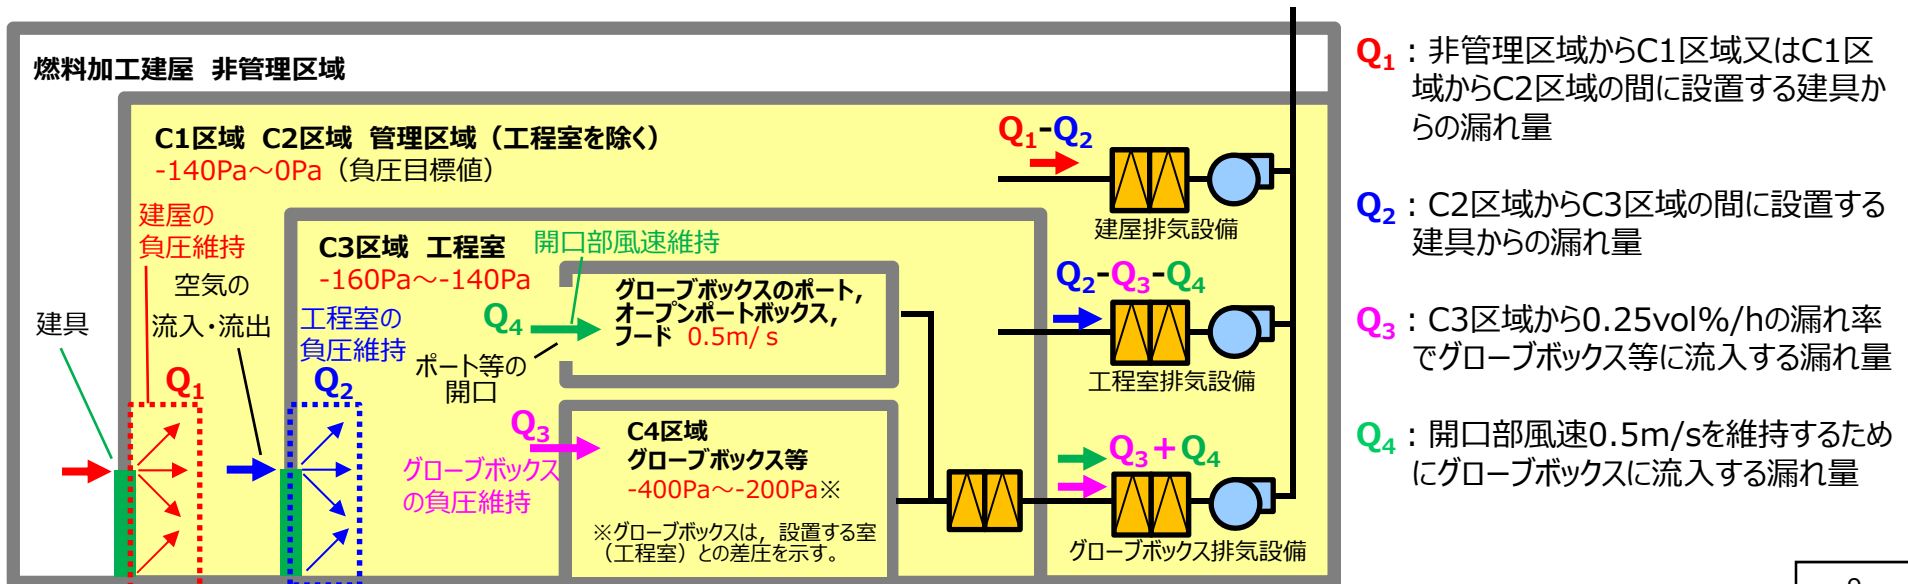 燃料加工建屋 非管理区域
C1区域 C2区域 管理区域（工程室を除く）
-140Pa～0Pa（負圧目標値）
建屋の
負圧維持
空気の
流入・流出
建具
Q1
C3区域 工程室
-160Pa～-140Pa
開口部風速維持
工程室の
負圧維持
Q2
Q4
ポート等の
開口
グローブボックスのポート，
オープンポートボックス，
フード 0.5m/s
Q3
グローブボックス
の負圧維持
C4区域
グローブボックス等
-400Pa～-200Pa※
※グローブボックスは，設置する室
（工程室）との差圧を示す。
Q1-Q2
建屋排気設備
Q2-Q3-Q4
工程室排気設備
Q3＋Q4
グローブボックス排気設備
Q1：非管理区域からC1区域又はC1区
域からC2区域の間に設置する建具か
らの漏れ量
Q2：C2区域からC3区域の間に設置する
建具からの漏れ量
Q3：C3区域から0.25vol%/hの漏れ率
でグローブボックス等に流入する漏れ量
Q4：開口部風速0.5m/sを維持するため
にグローブボックスに流入する漏れ量